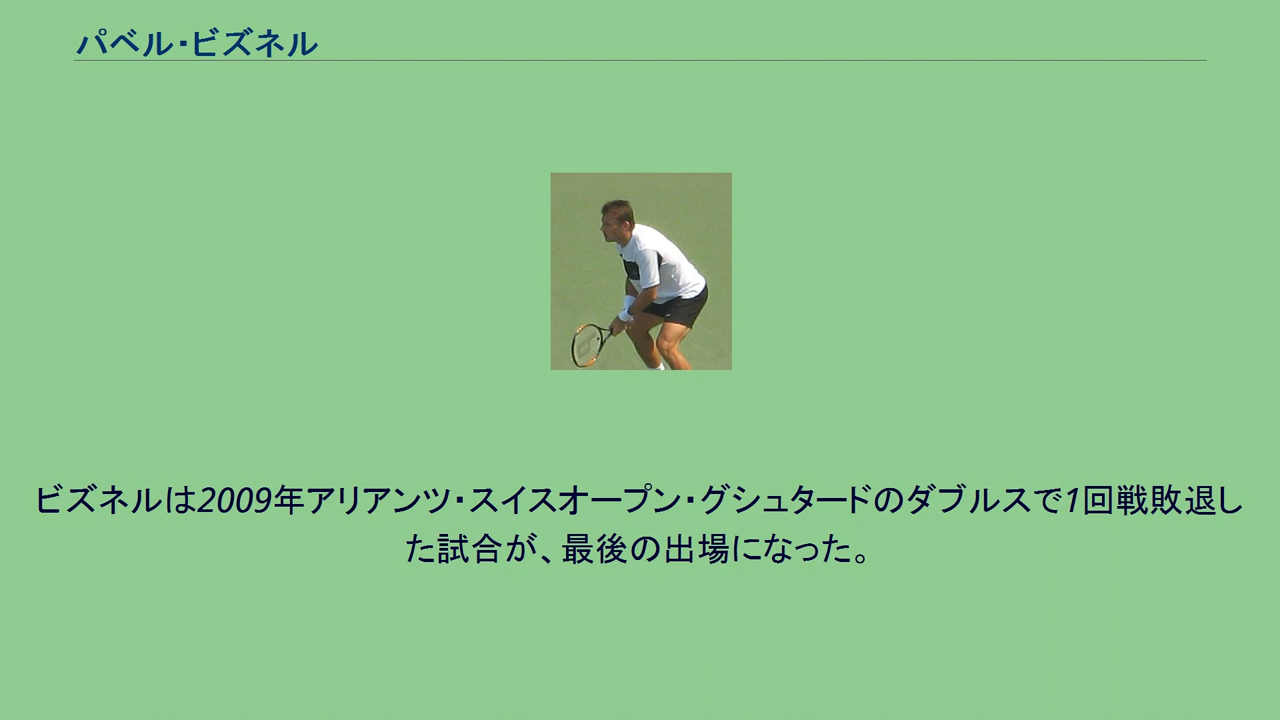 パベル・ビズネル
ビズネルは2009年アリアンツ・スイスオープン・グシュタードのダブルスで1回戦敗退し
た試合が、最後の出場になった。